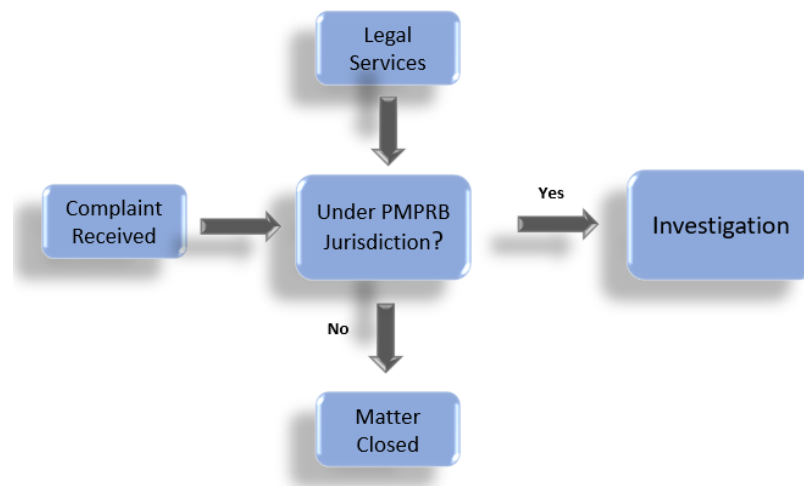 Legal
Services
Complaint
Received
Under PMPRB
Jurisdiction?
Yes
Investigation
No
Matter
Closed